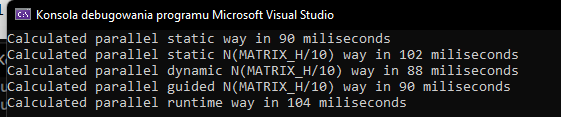 Konsola debugowania programu Microsoft Visual Studio
Calculated parallel static way in 90 miliseconds
Calculated parallel static N(MATRIX_H/10) way in 102 miliseconds
Calculated parallel dynamic N(MATRIX_H/10) way in 88 miliseconds
Calculated parallel guided N(MATRIX_H/10) way in 90 miliseconds
Calculated parallel runtime way in 104 miliseconds